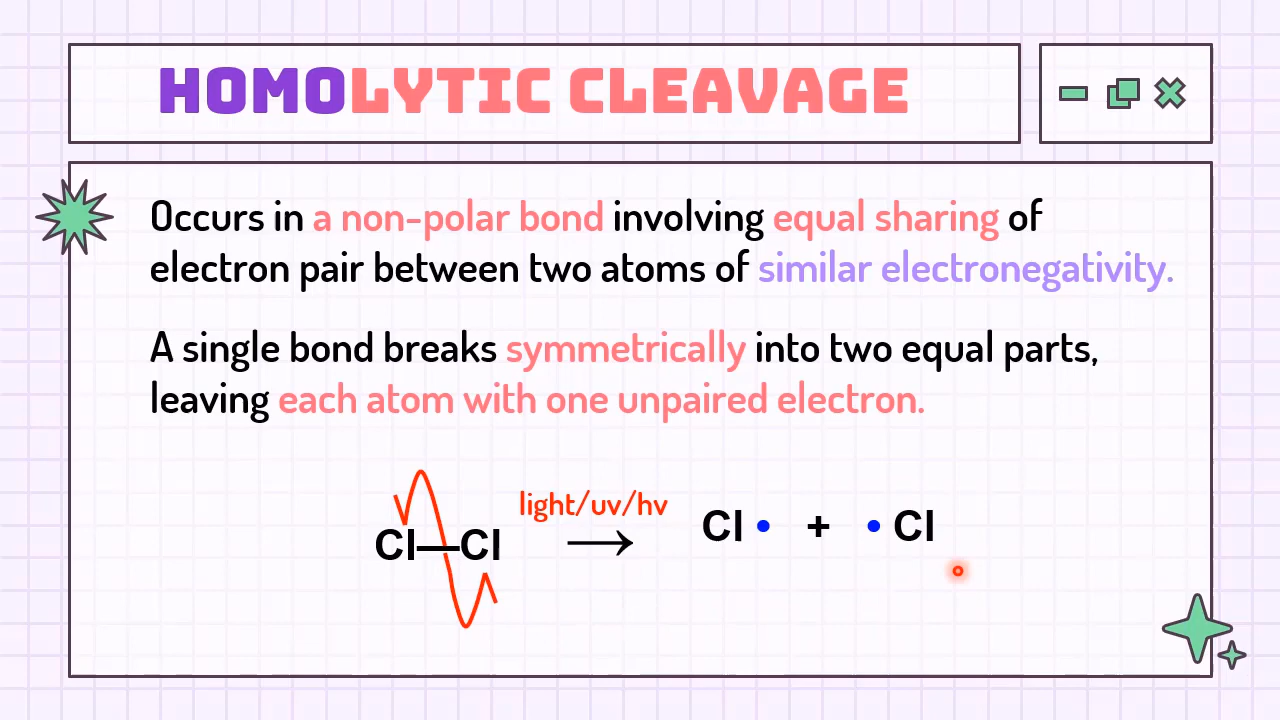 HOMOLYTIC CLEAVAGE
Occurs in a non-polar bond involving equal sharing of
electron pair between two atoms of similar electronegativity.
A single bond breaks symmetrically into two equal parts,
leaving each atom with one unpaired electron.
light/uv/hv
Cl—Cl → Cl • + • Cl